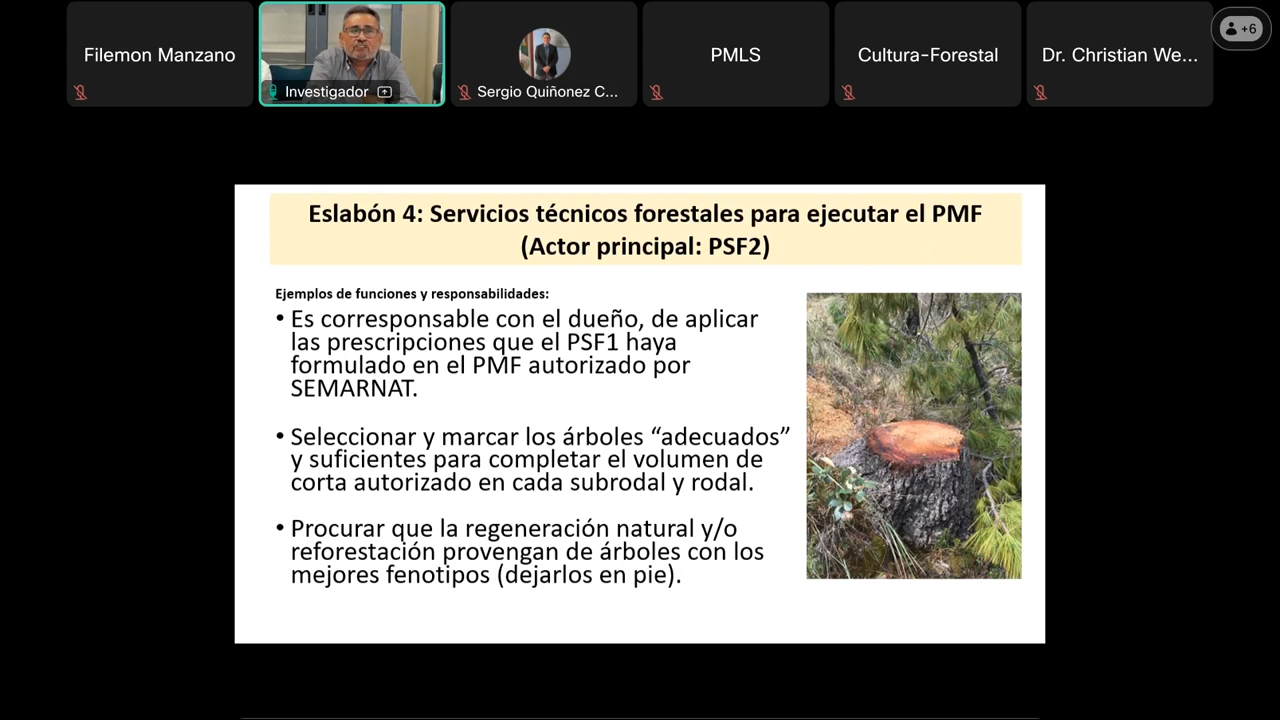 Filemon Manzano
Investigador
Sergio Quiñonez C...
PMLS
Cultura-Forestal
Dr. Christian We...
+6
Eslabón 4: Servicios técnicos forestales para ejecutar el PMF
(Actor principal: PSF2)
Ejemplos de funciones y responsabilidades:
• Es corresponsable con el dueño, de aplicar
las prescripciones que el PSF1 haya
formulado en el PMF autorizado por
SEMARNAT.
• Seleccionar y marcar los árboles “adecuados”
y suficientes para completar el volumen de
corta autorizado en cada subrodal y rodal.
• Procurar que la regeneración natural y/o
reforestación provengan de árboles con los
mejores fenotipos (dejarlos en pie).